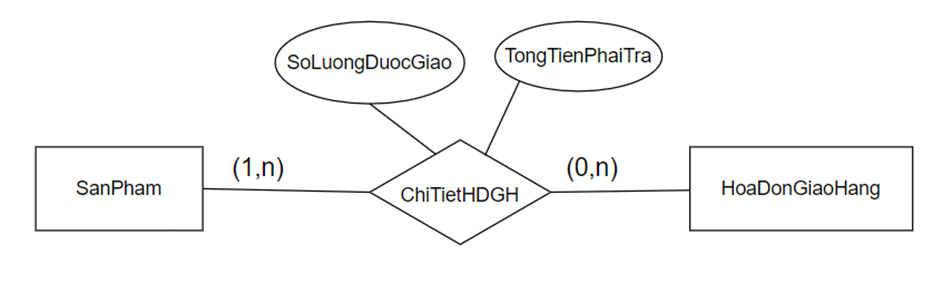 SoLuongDuocGiao
TongTienPhaiTra
(1,n)
(0,n)
SanPham
ChiTietHDGH
HoaDonGiaoHang